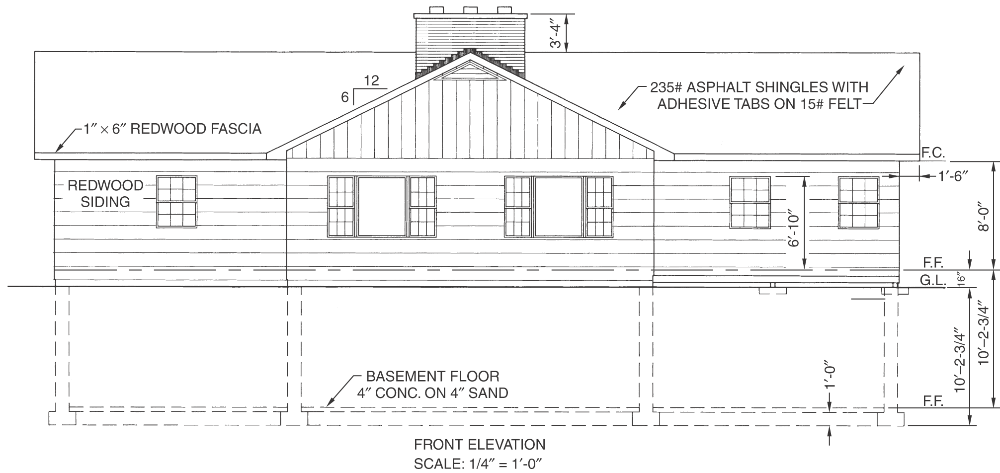 3′-4″
12
6
235# ASPHALT SHINGLES WITH
ADHESIVE TABS ON 15# FELT
1″ × 6″ REDWOOD FASCIA
F.C.
1′-6″
REDWOOD
SIDING
6′-10″
8′-0″
F.F.
G.L.
16″
10′–2-3/4″
10′–2-3/4″
1′-0″
BASEMENT FLOOR
4″ CONC. ON 4″ SAND
F.F.
FRONT ELEVATION
SCALE: 1/4″ = 1′-0″